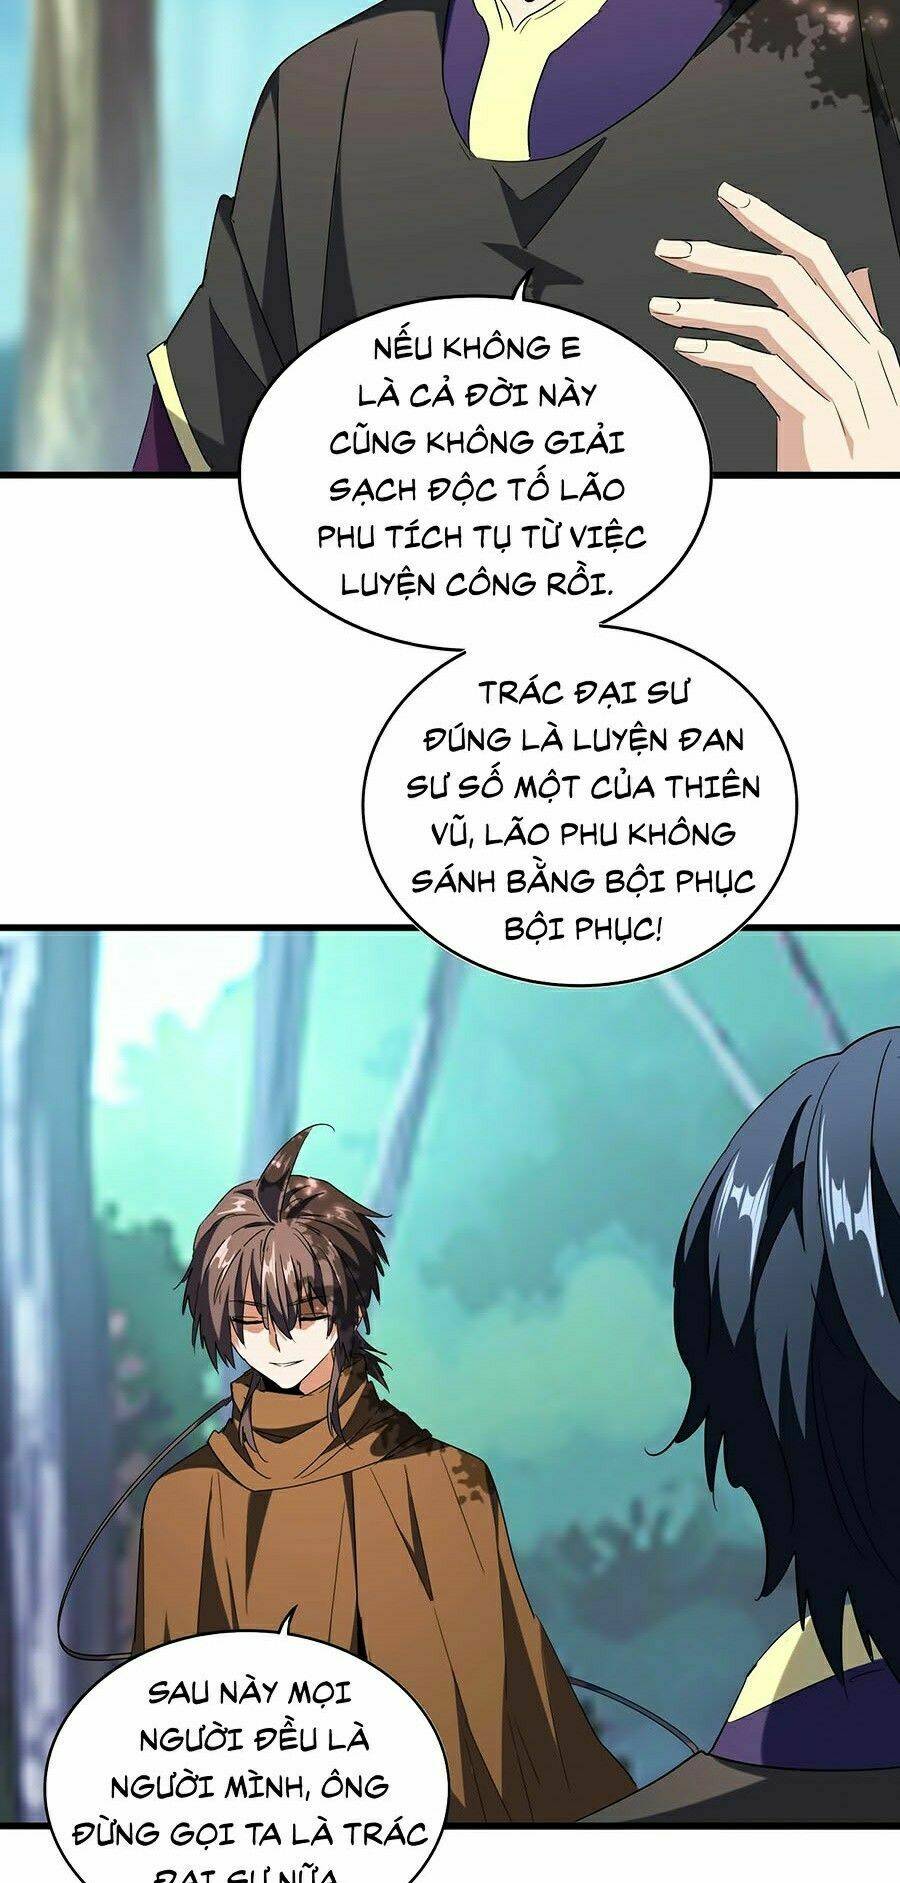 NẾU KHÔNG E
LÀ CẢ ĐỜI NÀY
CŨNG KHÔNG GIẢI
SẠCH ĐỘC TỐ LÃO
PHU TÍCH TỤ TỪ VIỆC
LUYỆN CÔNG RỒI.
TRÁC ĐẠI SƯ
ĐÚNG LÀ LUYỆN ĐAN
SƯ SỐ MỘT CỦA THIÊN
VŨ, LÃO PHU KHÔNG
SÁNH BẰNG BỘI PHỤC
BỘI PHỤC!
SAU NÀY MỌI
NGƯỜI ĐỀU LÀ
NGƯỜI MÌNH, ÔNG
ĐỪNG GỌI TA LÀ TRÁC
ĐẠI SƯ NỮA